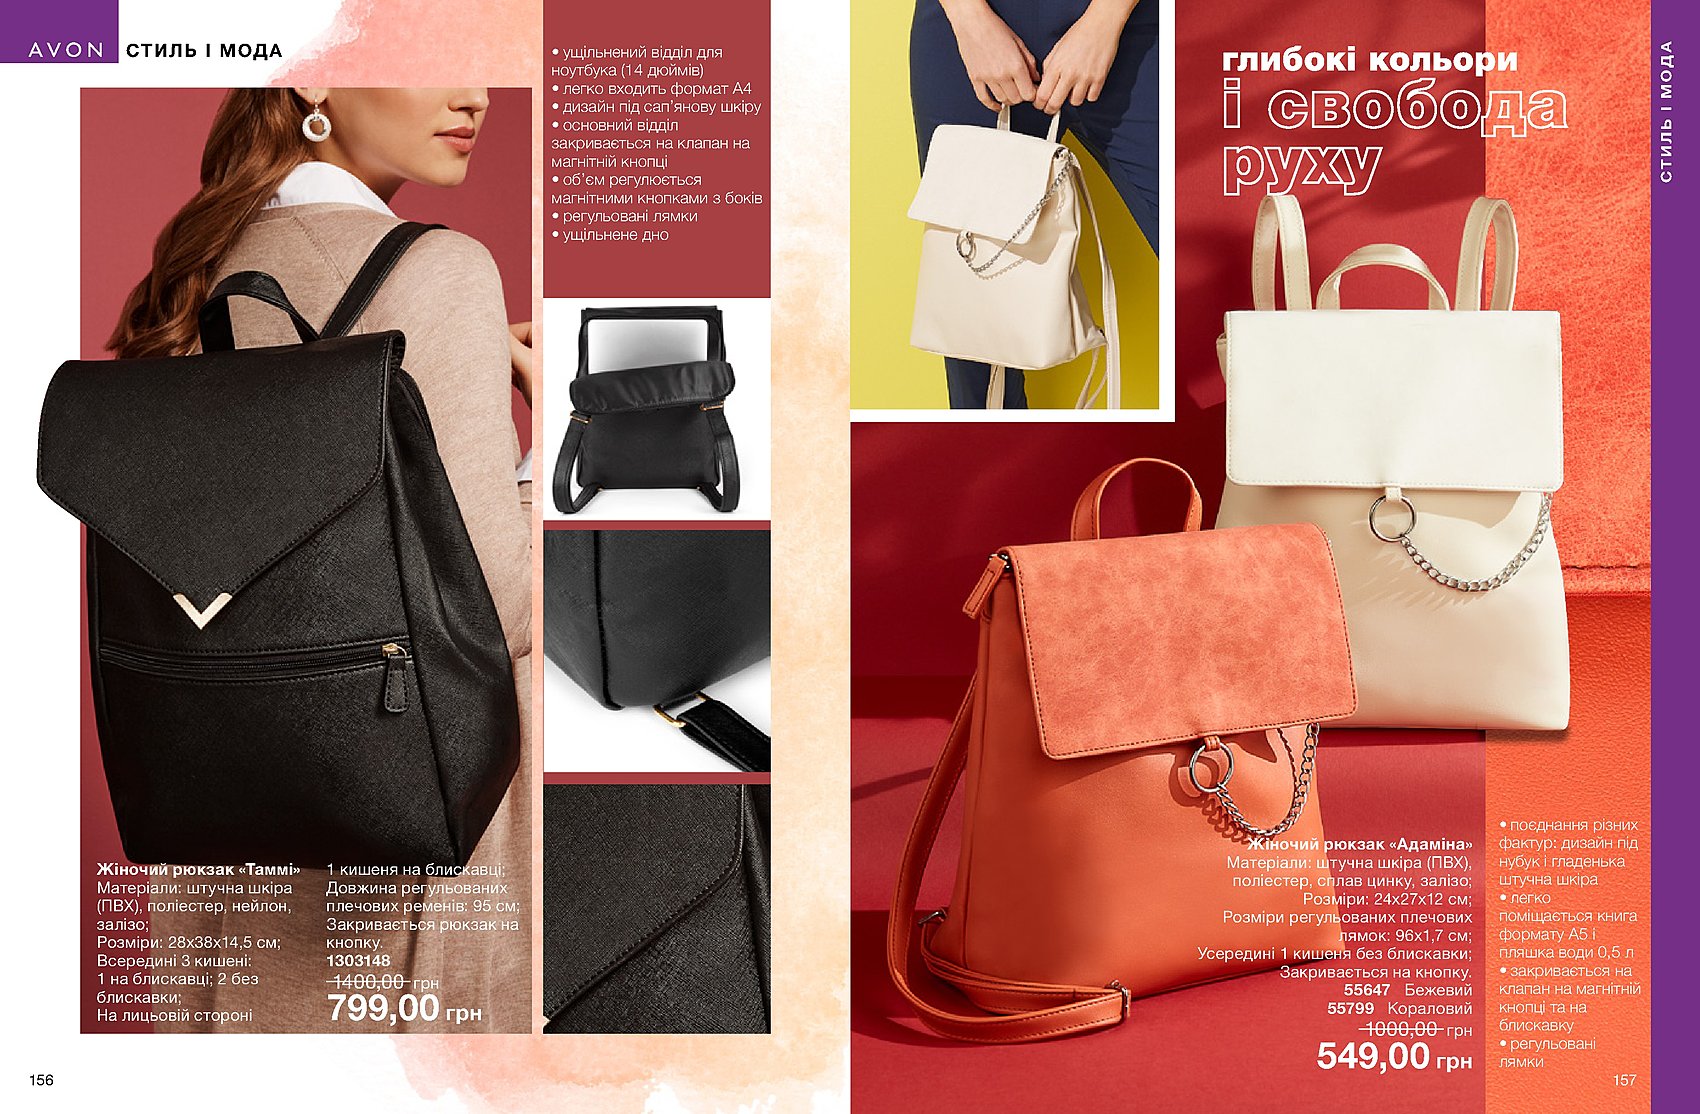 AVON
СТИЛЬ І МОДА
• ущільнений відділ для
ноутбука (14 дюймів)
• легко входить формат А4
• дизайн під сап’янову шкіру
• основний відділ
закривається на клапан на
магнітній кнопці
• об’єм регулюється
магнітними кнопками з боків
• регульовані лямки
• ущільнене дно
Жіночий рюкзак «Таммі»
Матеріали: штучна шкіра
(ПВХ), поліестер, нейлон,
залізо;
Розміри: 28х38х14,5 см;
Всередині 3 кишені:
1 на блискавці; 2 без
блискавки;
На лицьовій стороні
1 кишеня на блискавці;
Довжина регульованих
плечових ременів: 95 см;
Закривається рюкзак на
кнопку.
1303148
1400,00 грн
799,00 грн
156
глибокі кольори
і свобода
руху
СТИЛЬ І МОДА
Жіночий рюкзак «Адаміна»
Матеріали: штучна шкіра (ПВХ),
поліестер, сплав цинку, залізо;
Розміри: 24х27х12 см;
Розміри регульованих плечових
лямок: 96х1,7 см;
Усередині 1 кишеня без блискавки;
Закривається на кнопку.
55647 Бежевий
55799 Кораловий
1000,00 грн
549,00 грн
• поєднання різних
фактур: дизайн під
нубук і гладенька
штучна шкіра
• легко
поміщається книга
формату А5 і
пляшка води 0,5 л
• закривається на
клапан на магнітній
кнопці та на
блискавку
• регульовані
лямки
157